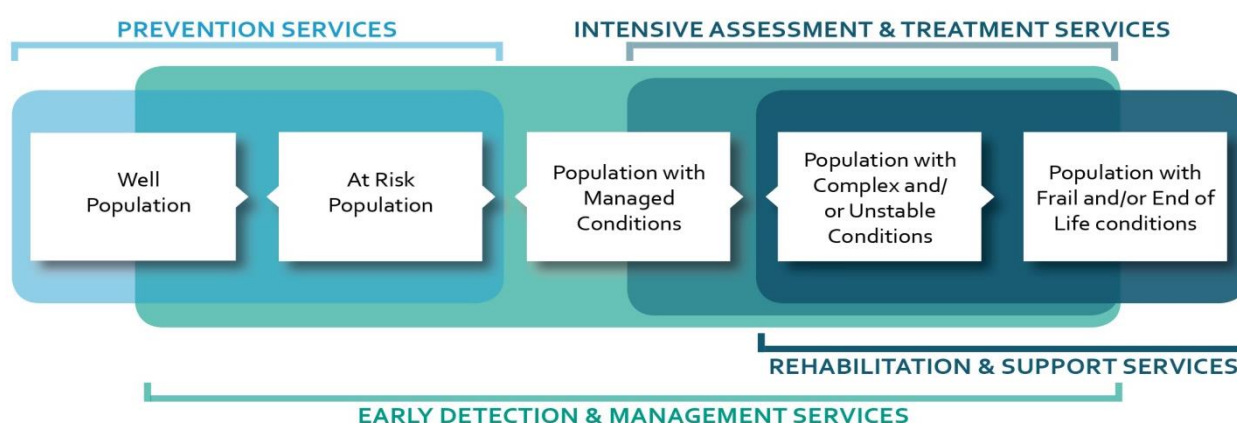 PREVENTION SERVICES
INTENSIVE ASSESSMENT & TREATMENT SERVICES
Well
Population
At Risk
Population
Population with
Managed
Conditions
Population with
Complex and/
or Unstable
Conditions
Population with
Frail and/or End of
Life conditions
REHABILITATION & SUPPORT SERVICES
EARLY DETECTION & MANAGEMENT SERVICES